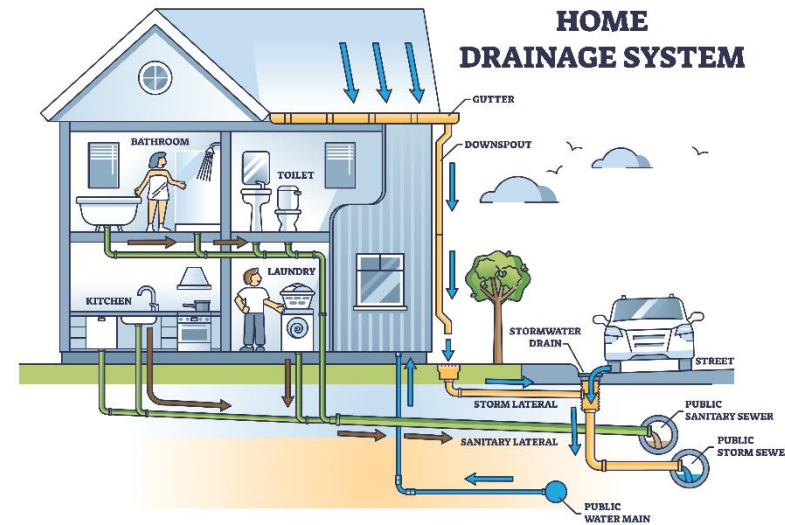 HOME
DRAINAGE SYSTEM
GUTTER
DOWNSPOUT
BATHROOM
TOILET
LAUNDRY
KITCHEN
STORMWATER
DRAIN
STREET
STORM LATERAL
PUBLIC
SANITARY SEWER
SANITARY LATERAL
PUBLIC
STORM SEWE
PUBLIC
WATER MAIN